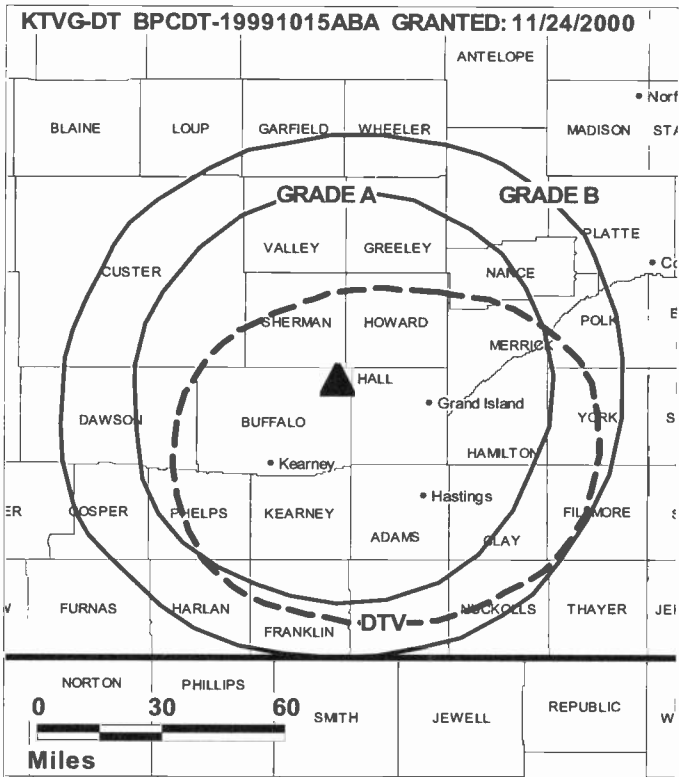 KTVG-DT BPCDT-19991015ABA GRANTED: 11/24/2000
ANTELOPE
Norf
BLAINE LOUP GARFIELD WHEELER MADISON STA
GRADE A GRADE B
PLATTE
VALLEY GREELEY
CUSTER NANCE Co
SHERMAN HOWARD POLK E
MERRICK
HALL
Grand Island
DAWSON BUFFALO YORK S
HAMILTON
Kearney
Hastings
ER COSPER PHELPS KEARNEY FILLMORE S
ADAMS CLAY
W FURNAS HARLAN NUCKOLLS THAYER JEF
DTV
FRANKLIN
NORTON PHILLIPS
REPUBLIC
0 30 60
SMITH JEWELL W
Miles